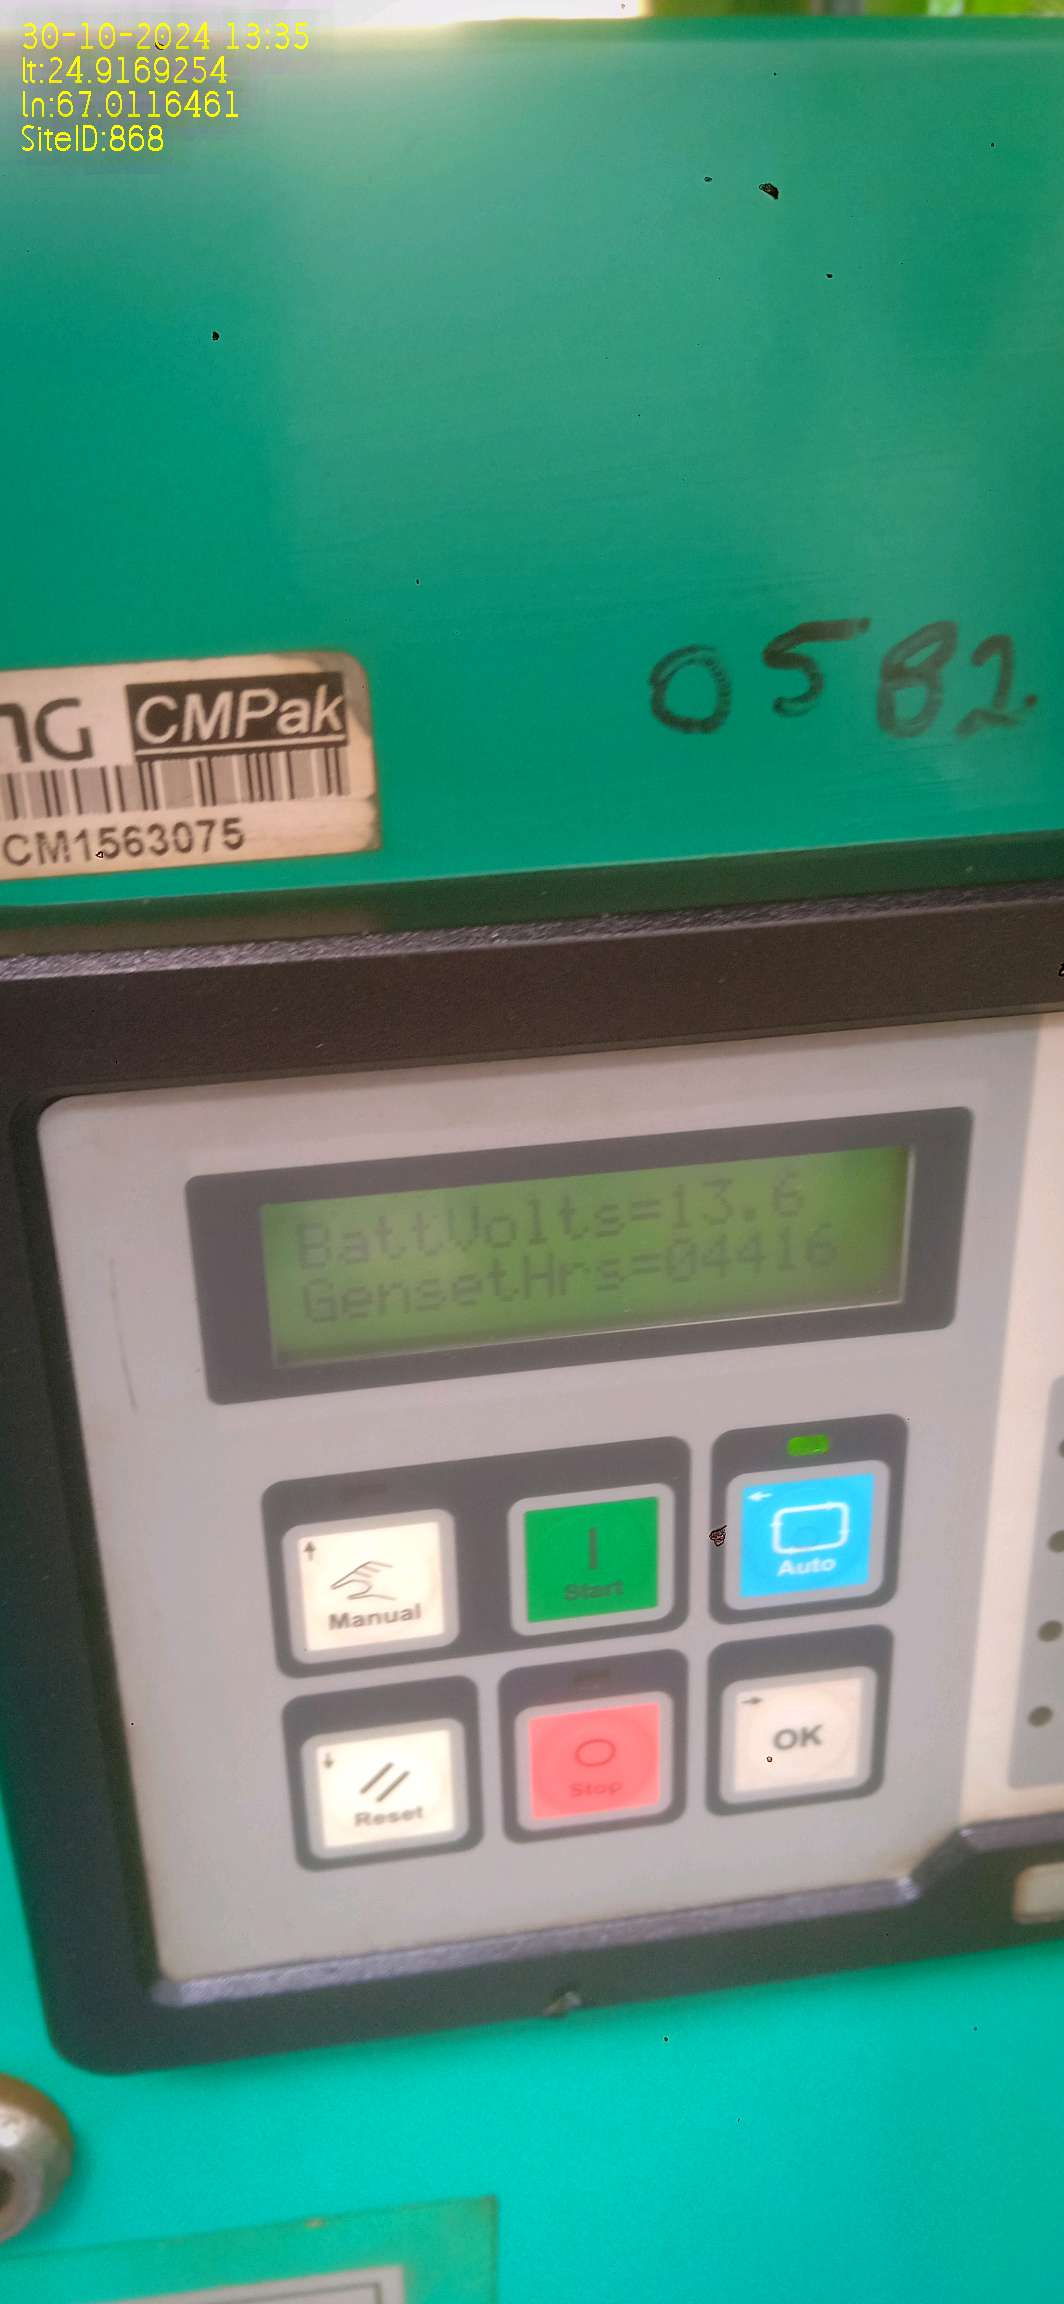 30-10-2024 13:35
lt:24.9169254
ln:67.0116461
SiteID:868
0582.
CMPak
CM1563075
BattVolts=13.6
GensetHrs=04416
Manual
Start
Auto
Reset
Stop
OK